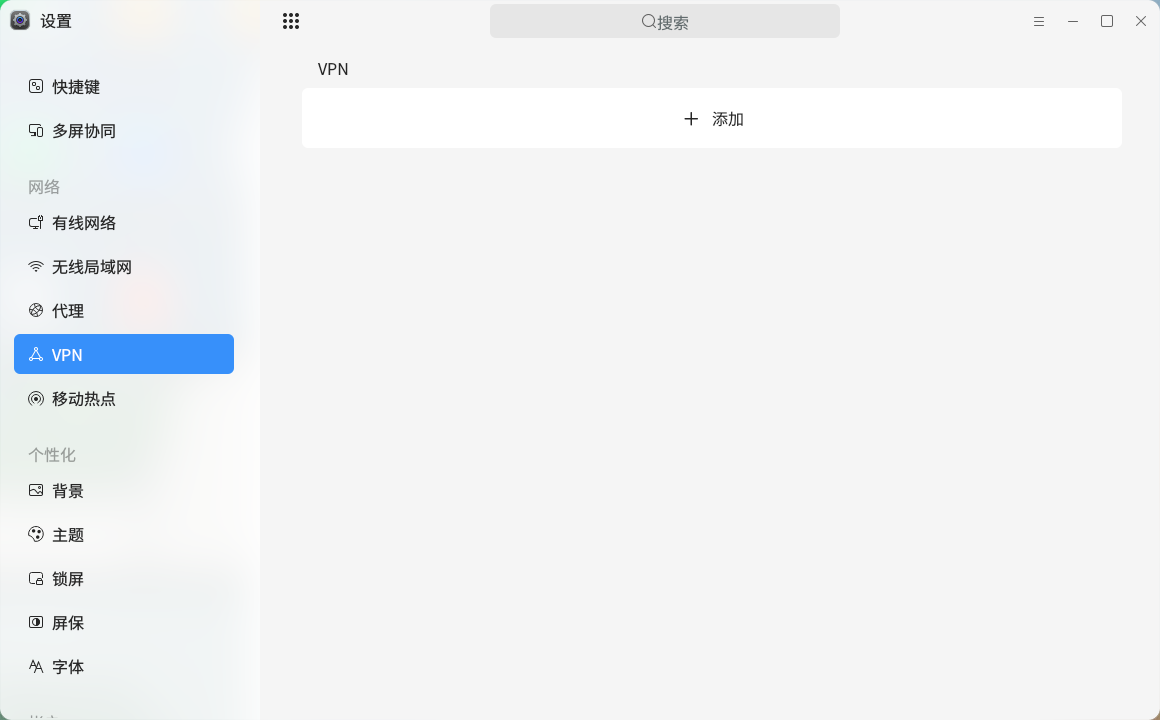 设置
搜索
快捷键
多屏协同
网络
有线网络
无线局域网
代理
VPN
移动热点
个性化
背景
主题
锁屏
屏保
字体
VPN
添加